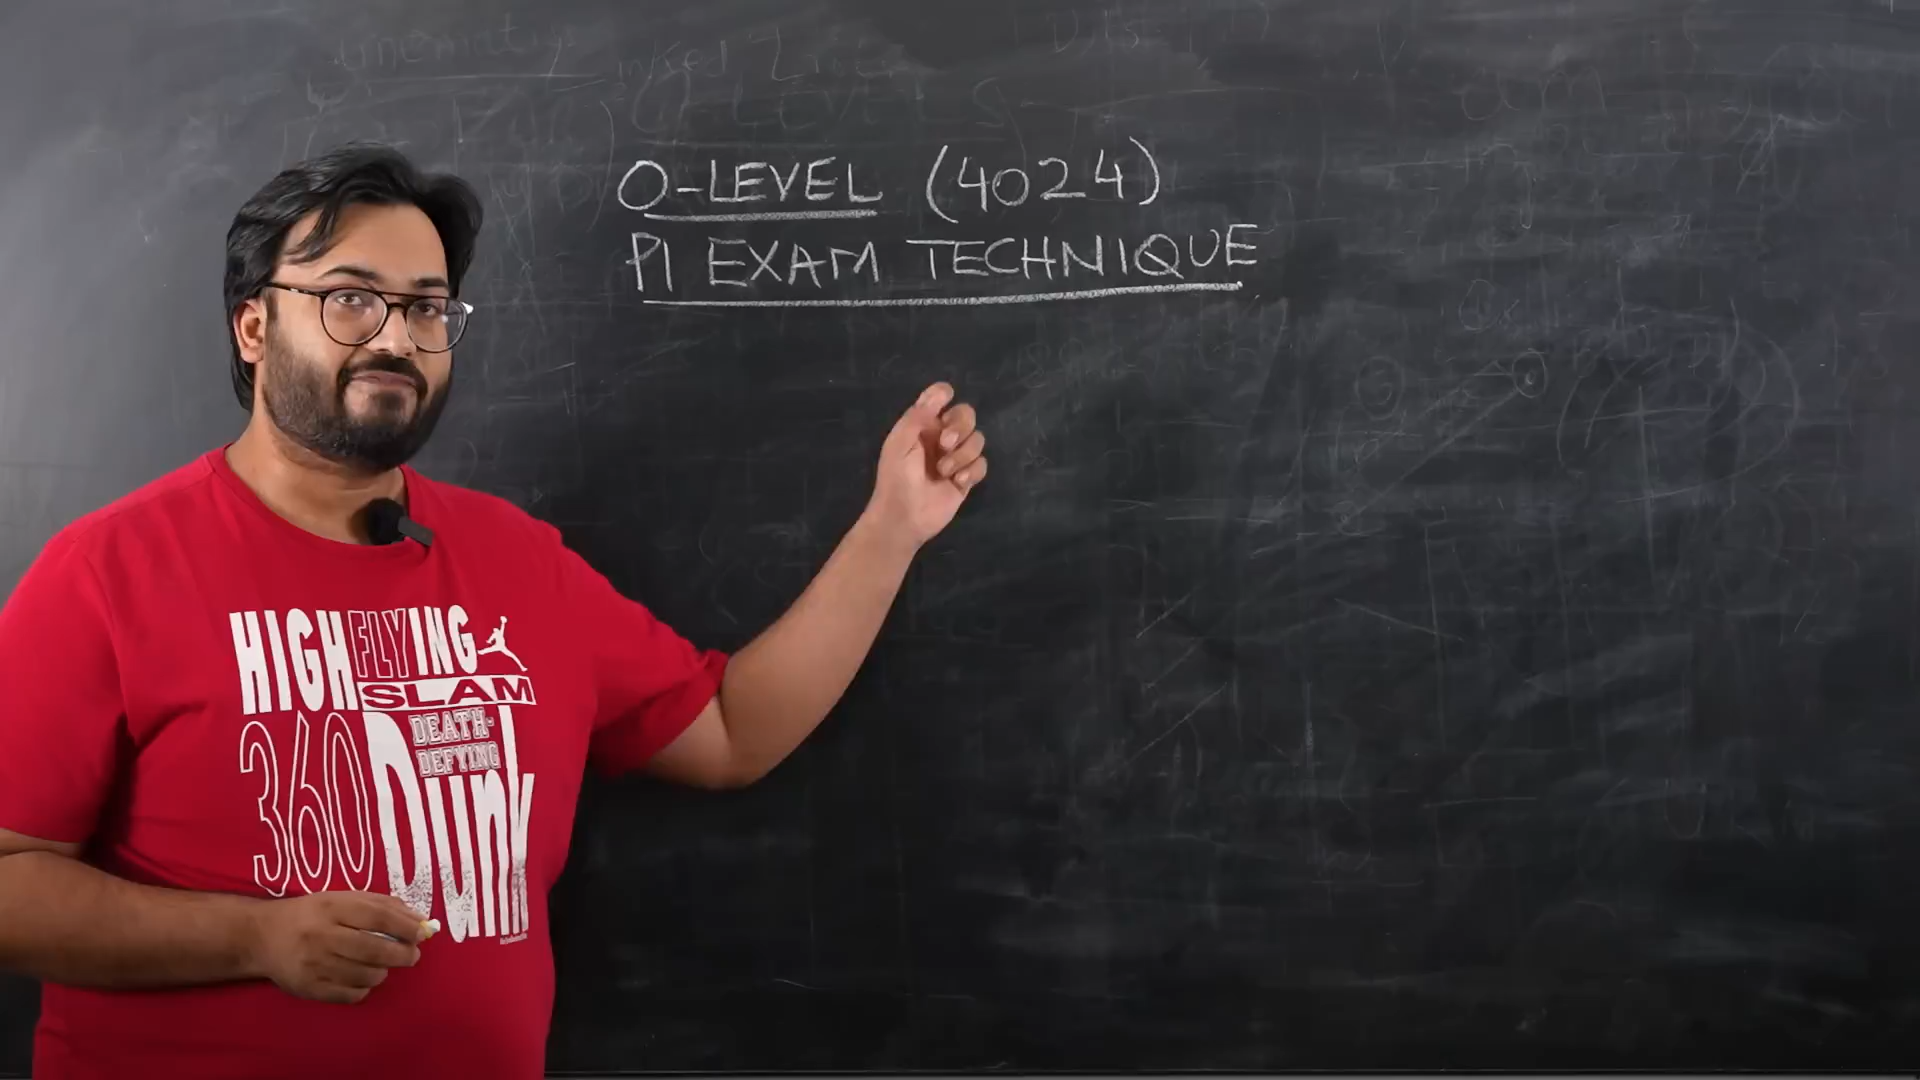 O-LEVEL (4024)
P1 EXAM TECHNIQUE
HIGH FLYING
SLAM
360 Dunk
DEATH-
DEFYING